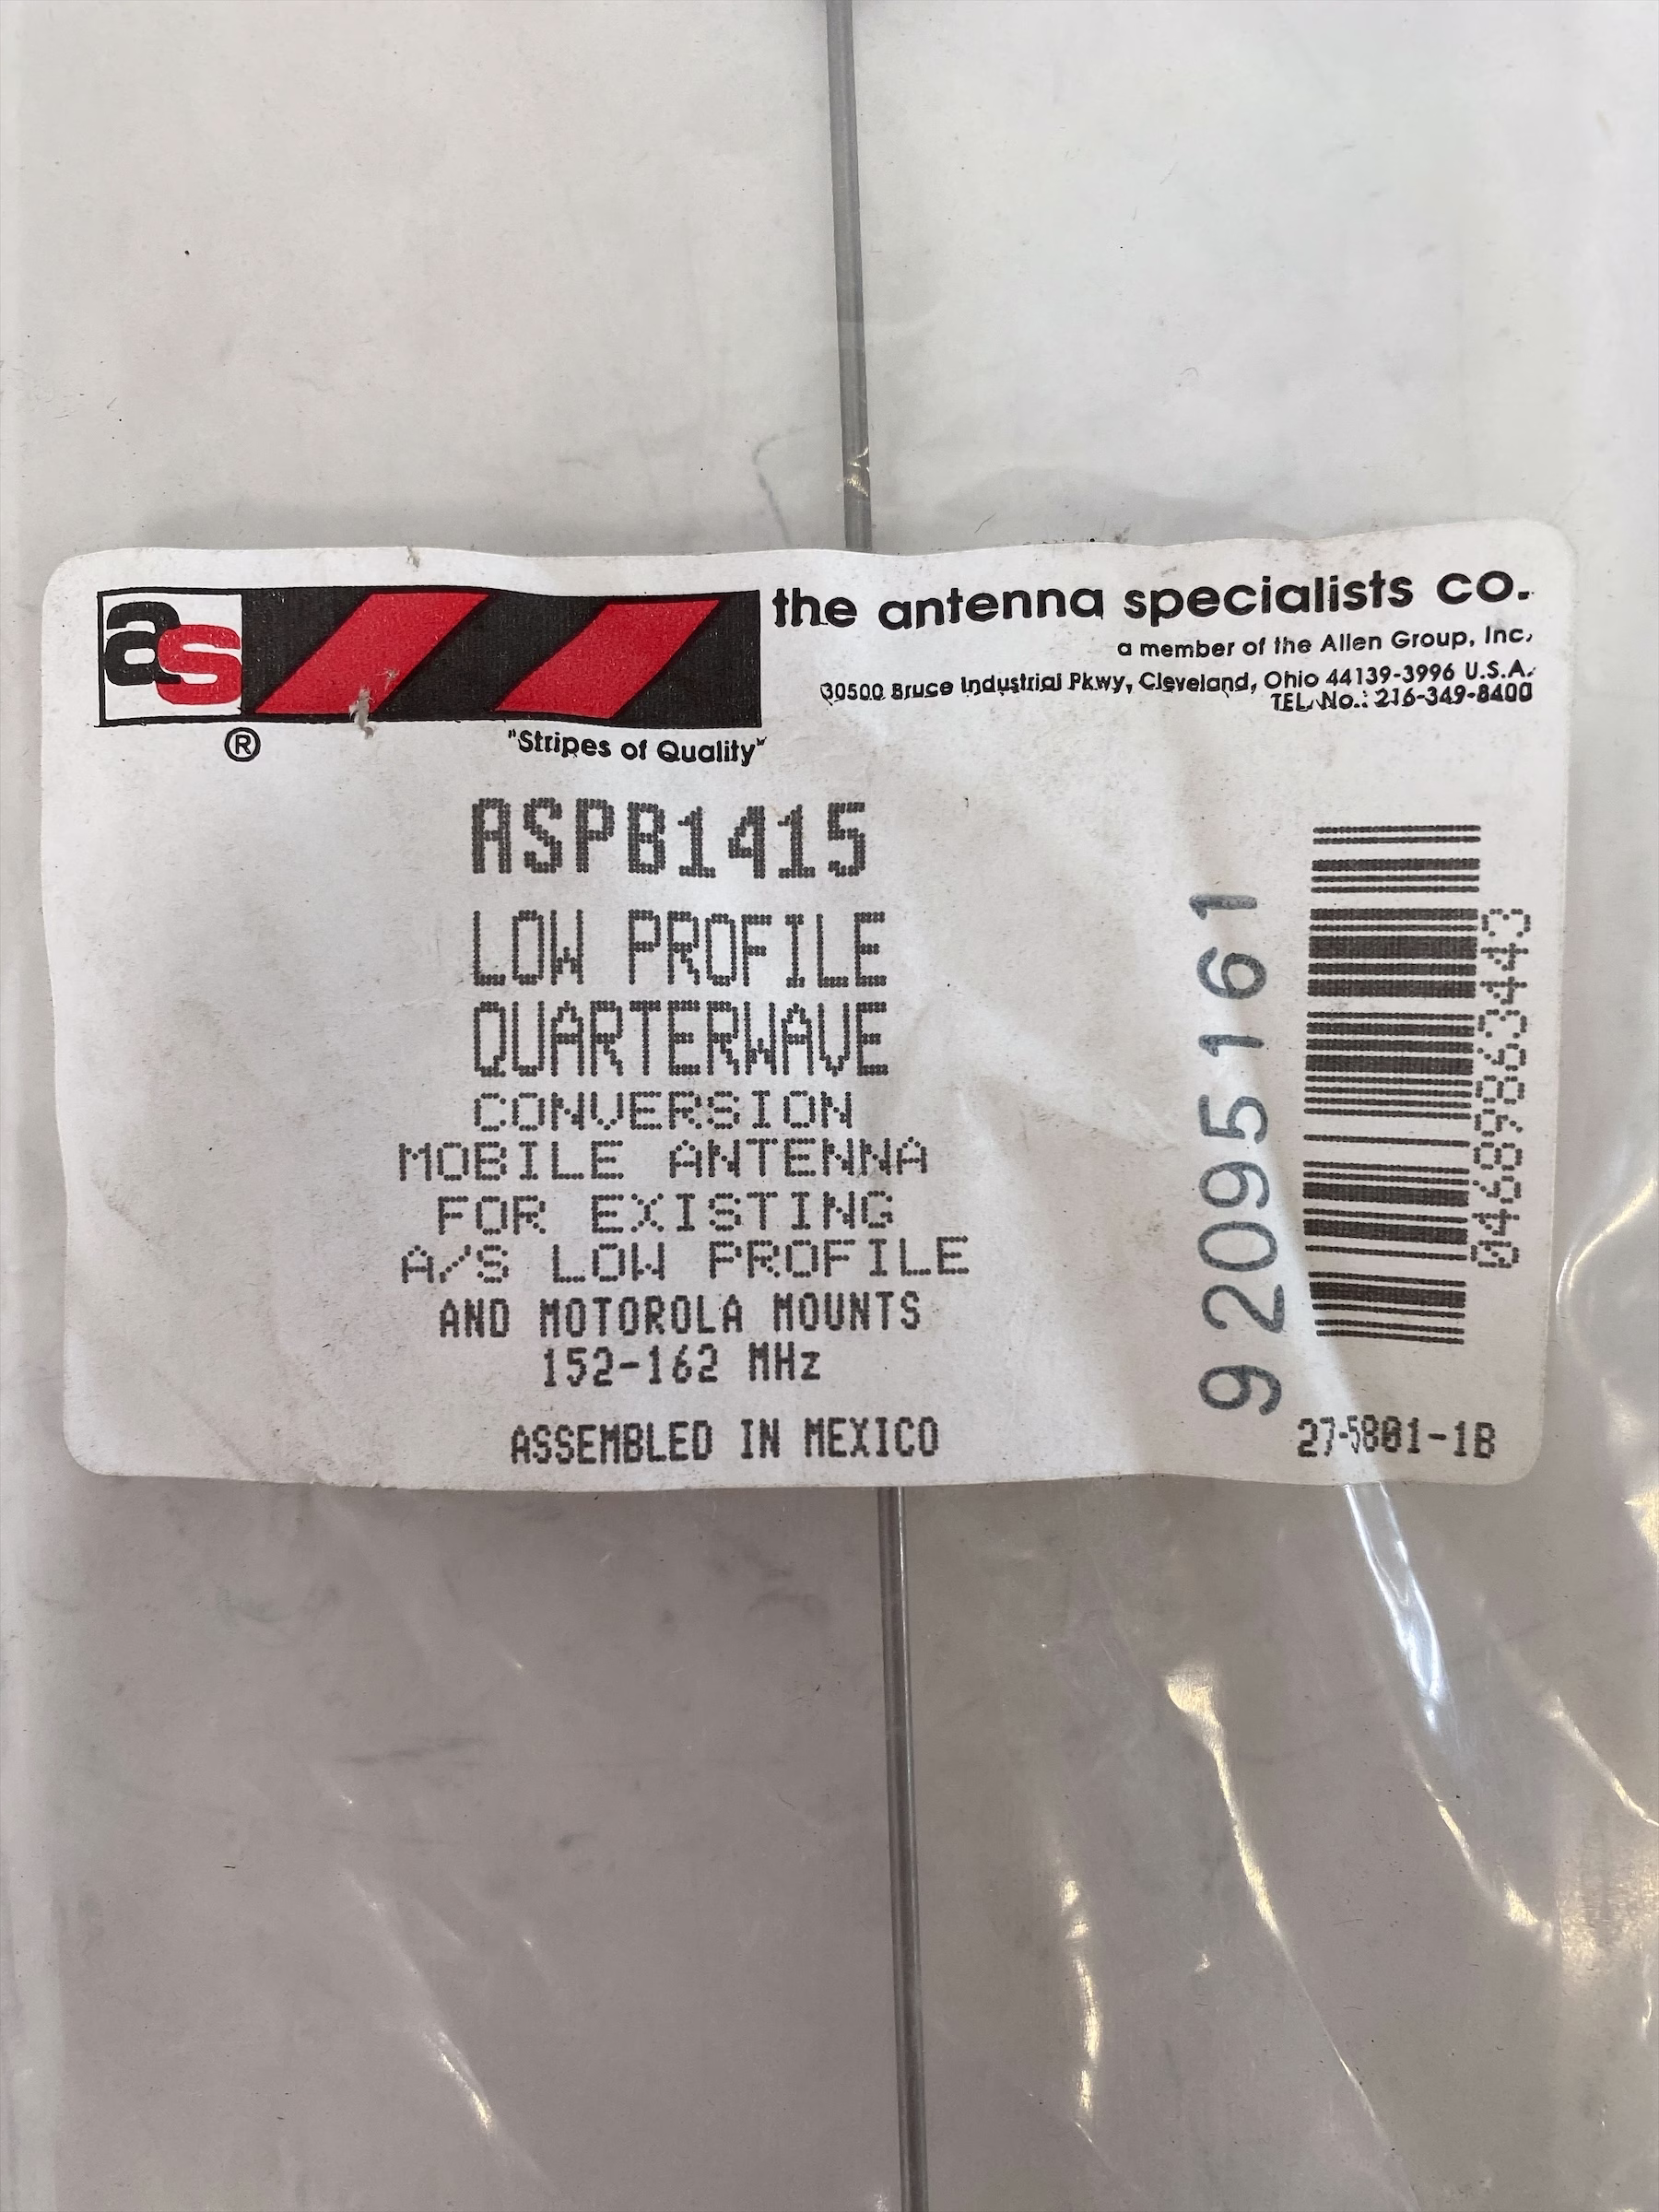 as
the antenna specialists co.
a member of the Allen Group, Inc.
30500 Bruce Industrial Pkwy, Cleveland, Ohio 44139-3996 U.S.A.
TEL. No.: 216-349-8400
®
"Stripes of Quality"
ASPB1415
LOW PROFILE
QUARTERWAVE
CONVERSION
MOBILE ANTENNA
FOR EXISTING
A/S LOW PROFILE
AND MOTOROLA MOUNTS
152-162 MHz
ASSEMBLED IN MEXICO
9 2095161
27-5801-1B